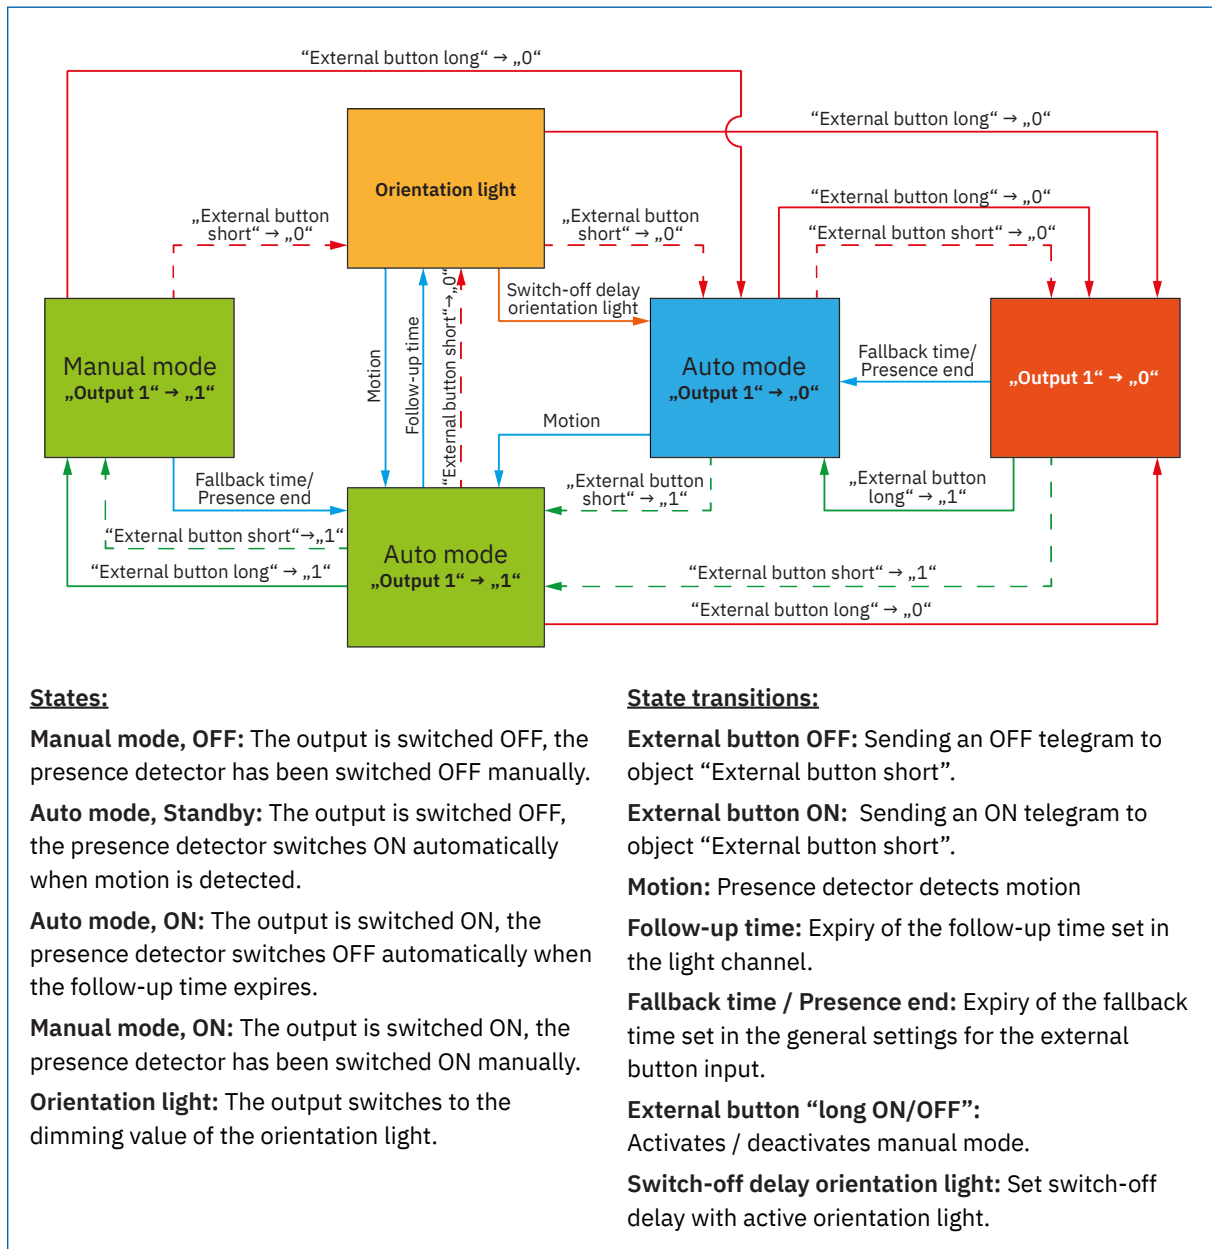 “External button long“ → „0“
“External button long“ → „0“
Orientation light
„External button
short“ → „0“
„External button
short“ → „0“
“External button long“ → „0“
“External button short“ → „0“
Switch-off delay
orientation light
Motion
Follow-up time
“External button short“→„0“
Manual mode
„Output 1“ → „1“
Auto mode
„Output 1“ → „0“
Fallback time/
Presence end
„Output 1“ → „0“
Motion
Fallback time/
Presence end
„External button
short“ → „1“
„External button
long“ → „1“
“External button short“→„1“
“External button long“ → „1“
Auto mode
„Output 1“ → „1“
“External button short“ → „1“
“External button long“ → „0“
States:
Manual mode, OFF: The output is switched OFF, the
presence detector has been switched OFF manually.
Auto mode, Standby: The output is switched OFF,
the presence detector switches ON automatically
when motion is detected.
Auto mode, ON: The output is switched ON, the
presence detector switches OFF automatically when
the follow-up time expires.
Manual mode, ON: The output is switched ON, the
presence detector has been switched ON manually.
Orientation light: The output switches to the
dimming value of the orientation light.
State transitions:
External button OFF: Sending an OFF telegram to
object “External button short”.
External button ON:  Sending an ON telegram to
object “External button short”.
Motion: Presence detector detects motion
Follow-up time: Expiry of the follow-up time set in
the light channel.
Fallback time / Presence end: Expiry of the fallback
time set in the general settings for the external
button input.
External button “long ON/OFF”:
Activates / deactivates manual mode.
Switch-off delay orientation light: Set switch-off
delay with active orientation light.